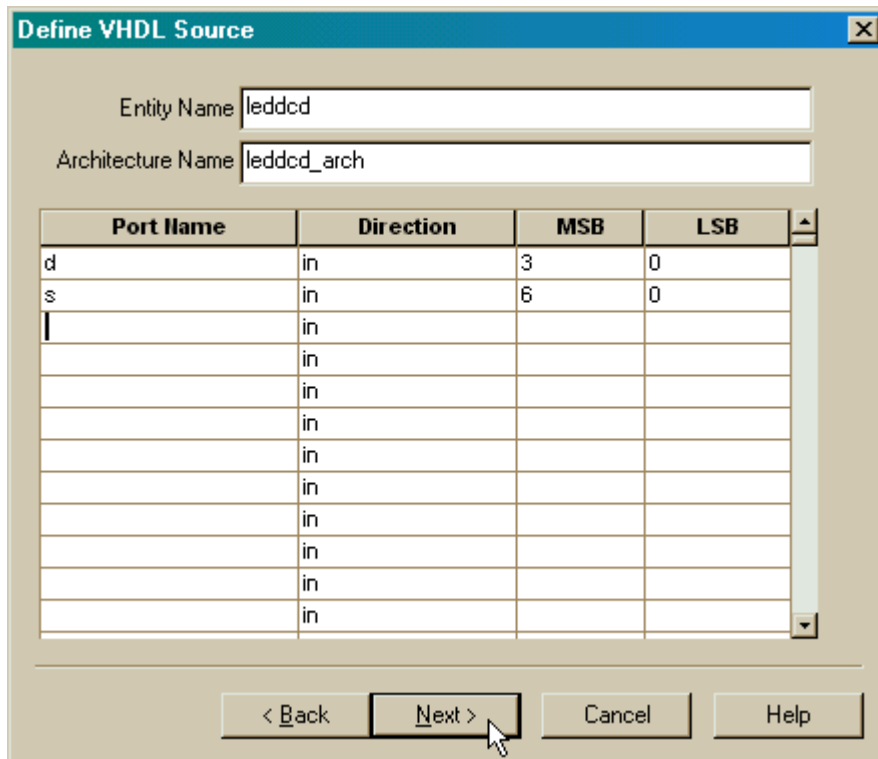 Define VHDL Source
Entity Name leddcd
Architecture Name leddcd_arch
Port Name Direction MSB LSB
d in 3 0
s in 6 0
in
in
in
in
in
in
in
in
in
in
< Back Next > Cancel Help